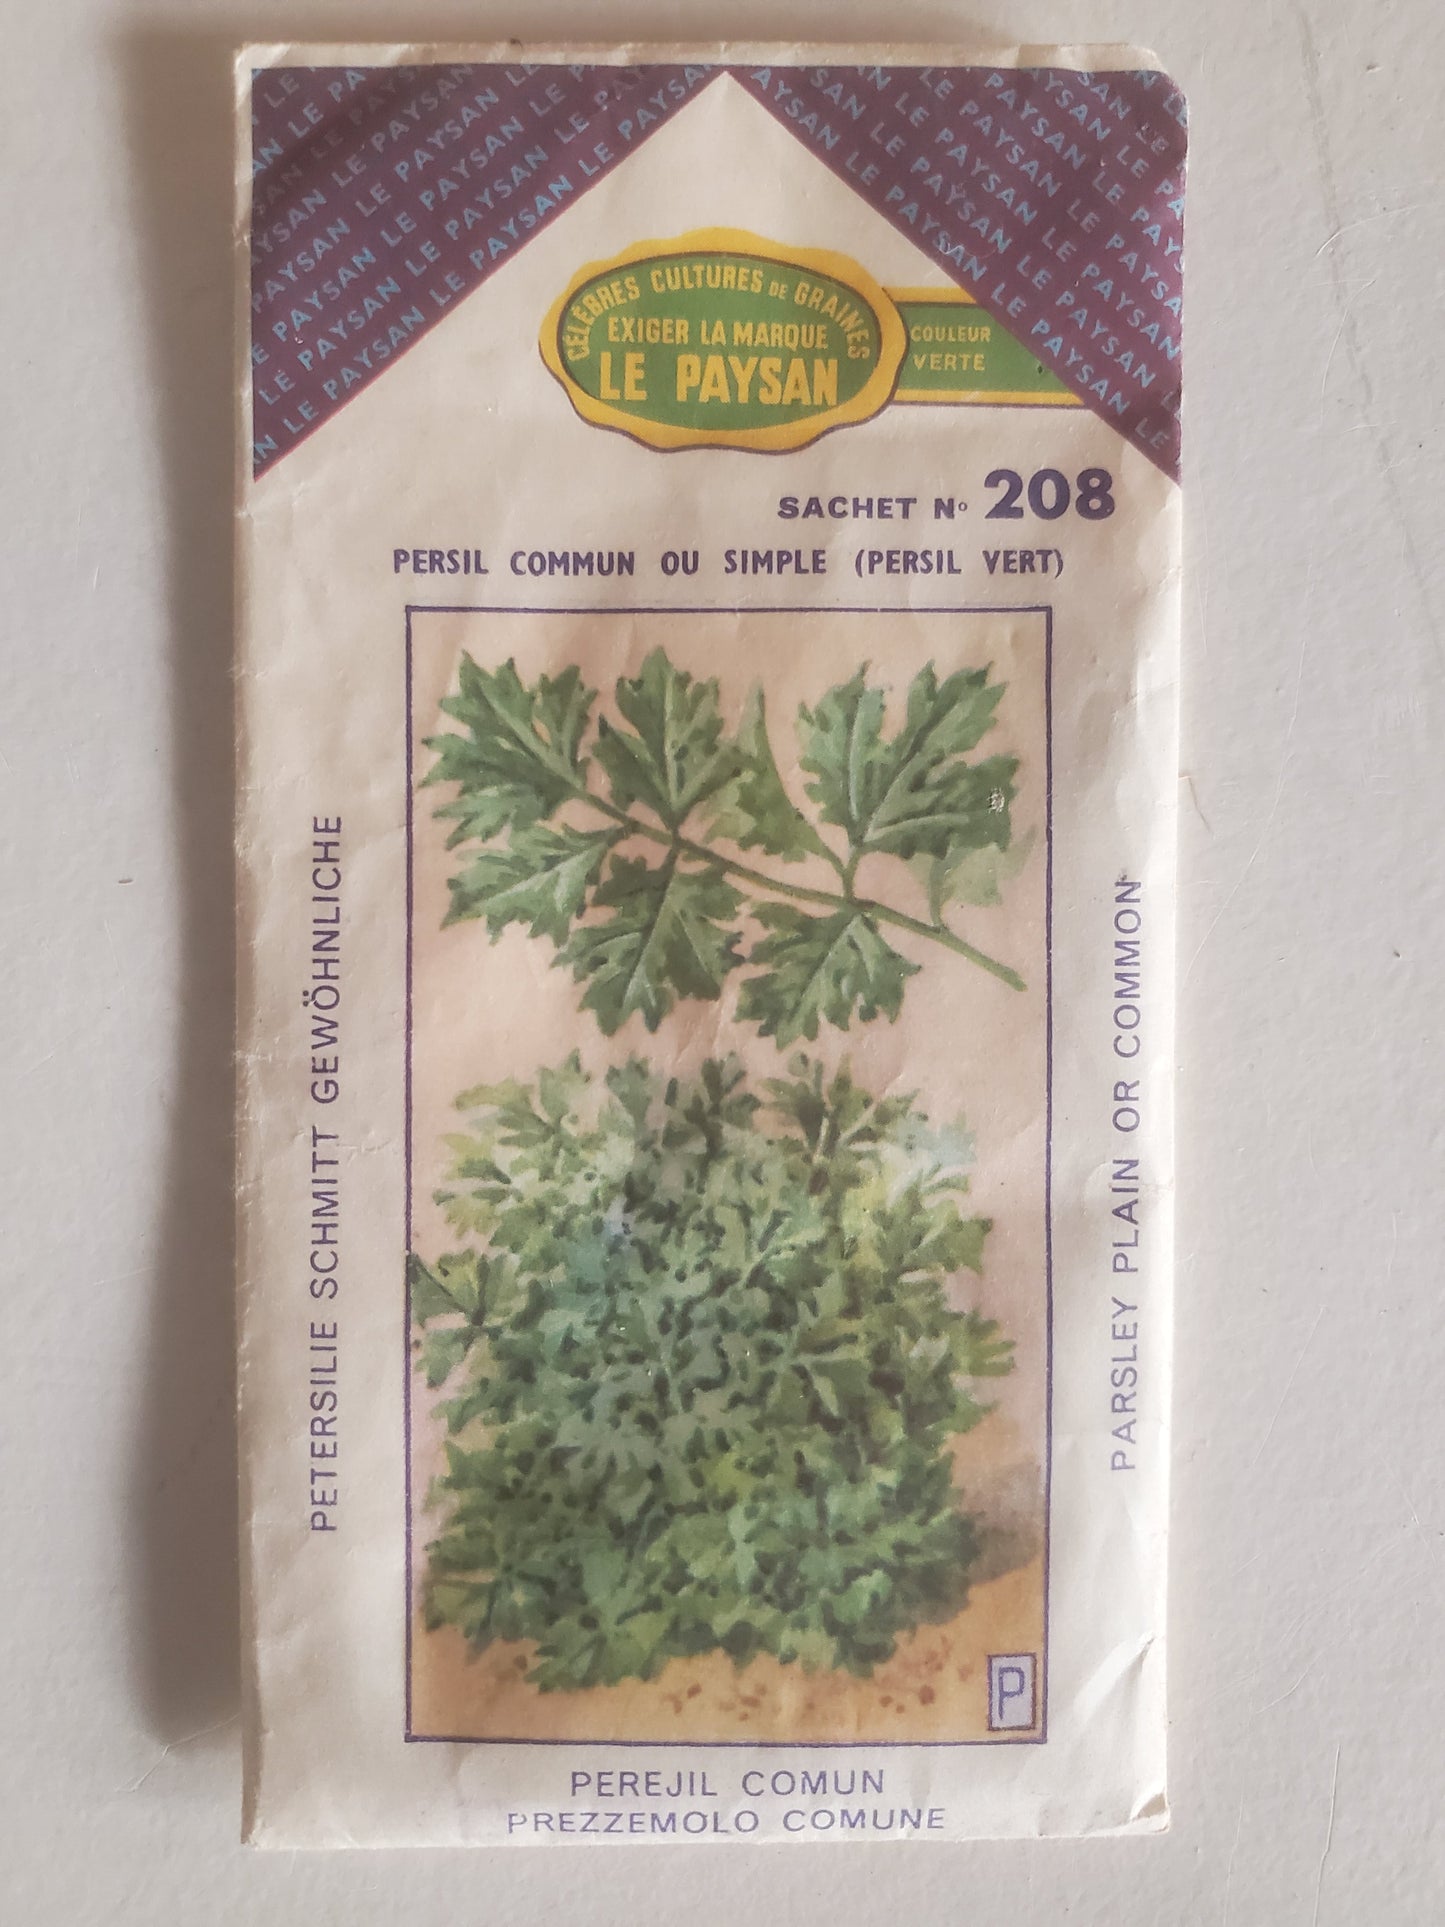 CÉLÈBRES CULTURES DE GRAINES
EXIGER LA MARQUE
LE PAYSAN
COULEUR
VERTE
SACHET Nº 208
PERSIL COMMUN OU SIMPLE (PERSIL VERT)
PETERSILIE SCHMITT GEWÖHNLICHE
PARSLEY PLAIN OR COMMON
P
PEREJIL COMUN
PREZZEMOLO COMUNE
LE PAYSAN LE PAYSAN LE PAYSAN